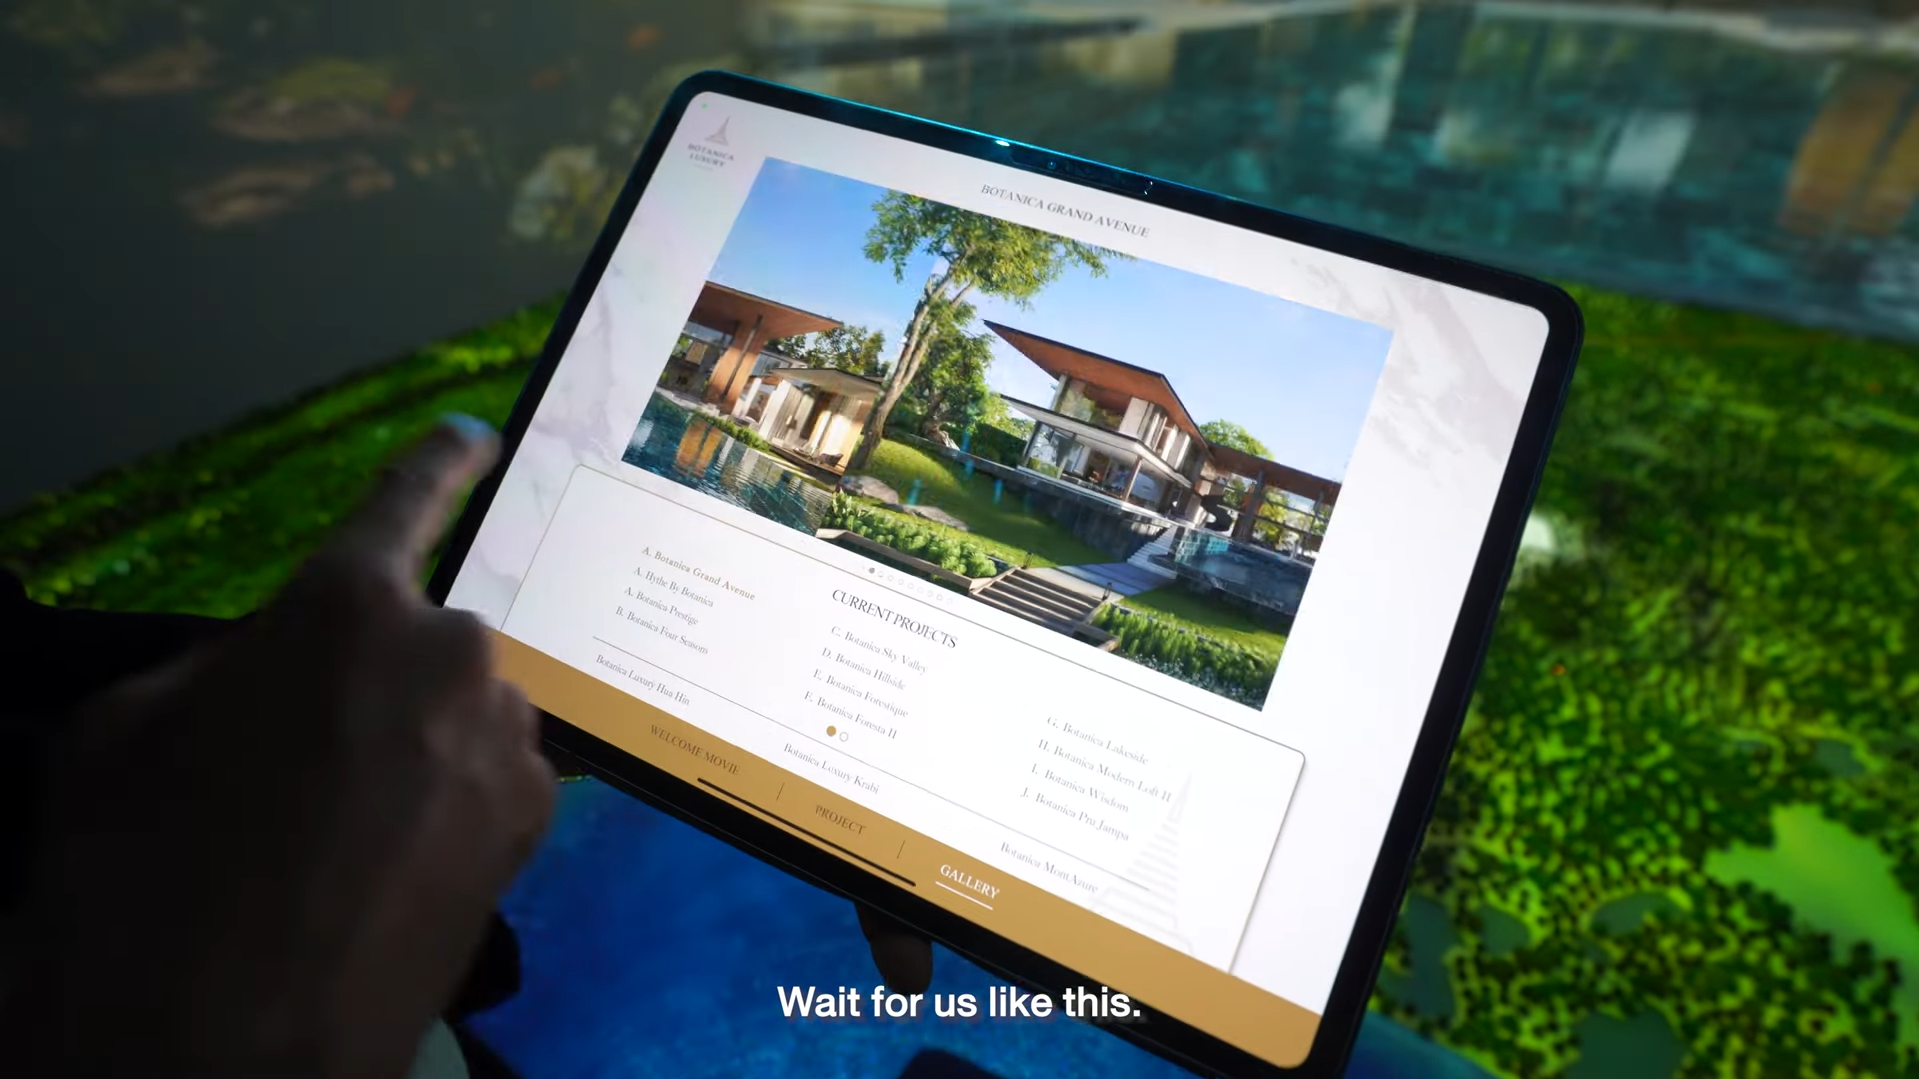 BOTANICA
LUXURY
BOTANICA GRAND AVENUE
CURRENT PROJECTS
A. Botanica Grand Avenue
A. Hythe By Botanica
A. Botanica Prestige
B. Botanica Four Seasons
C. Botanica Sky Valley
D. Botanica Hillside
E. Botanica Forestique
F. Botanica Foresta II
G. Botanica Lakeside
H. Botanica Modern Loft II
I. Botanica Wisdom
J. Botanica Pru Jampa
Botanica Luxury Hua Hin
Botanica Luxury Krabi
Botanica MontAzure
WELCOME MOVIE
PROJECT
GALLERY
Wait for us like this.